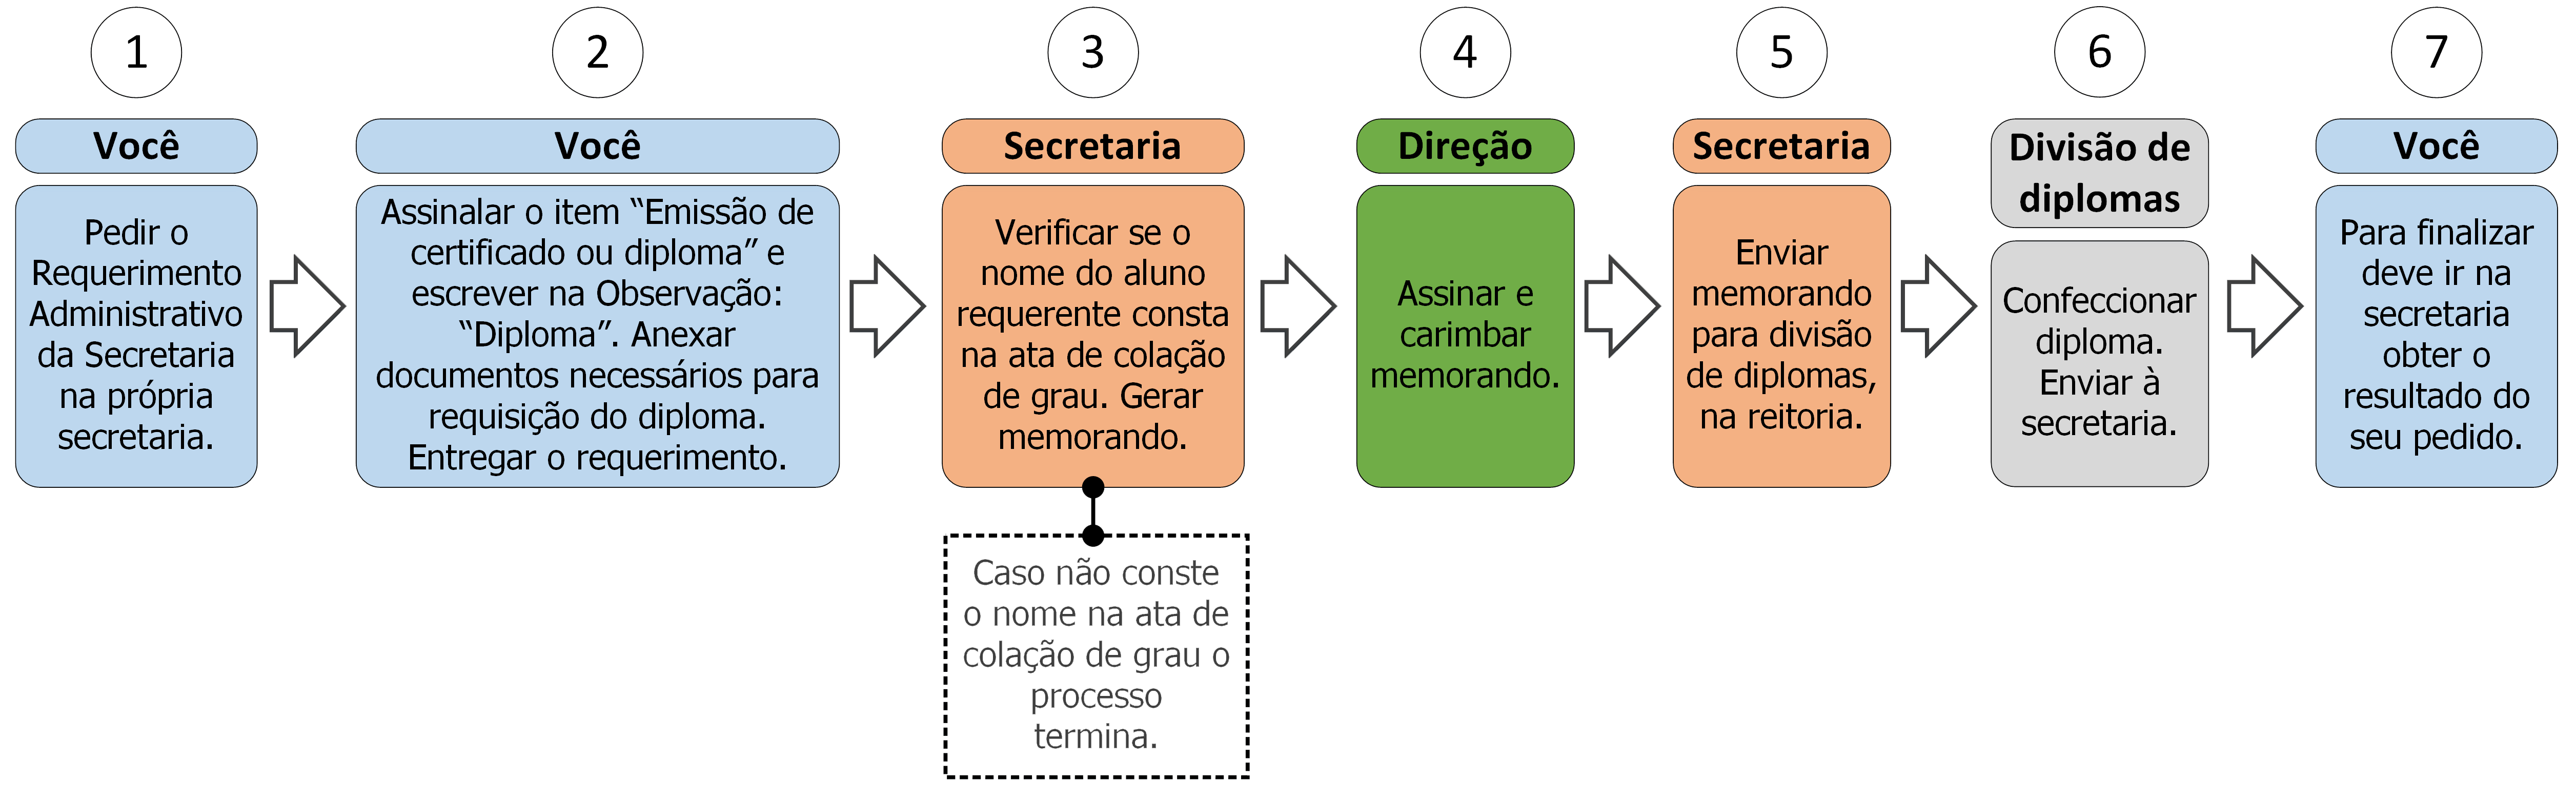 1
Você
Pedir o
Requerimento
Administrativo
da Secretaria
na própria
secretaria.
2
Você
Assinalar o item “Emissão de
certificado ou diploma” e
escrever na Observação:
“Diploma”. Anexar
documentos necessários para
requisição do diploma.
Entregar o requerimento.
3
Secretaria
Verificar se o
nome do aluno
requerente consta
na ata de colação
de grau. Gerar
memorando.
Caso não conste
o nome na ata de
colação de grau o
processo
termina.
4
Direção
Assinar e
carimbar
memorando.
5
Secretaria
Enviar
memorando
para divisão
de diplomas,
na reitoria.
6
Divisão de
diplomas
Confeccionar
diploma.
Enviar à
secretaria.
7
Você
Para finalizar
deve ir na
secretaria
obter o
resultado do
seu pedido.